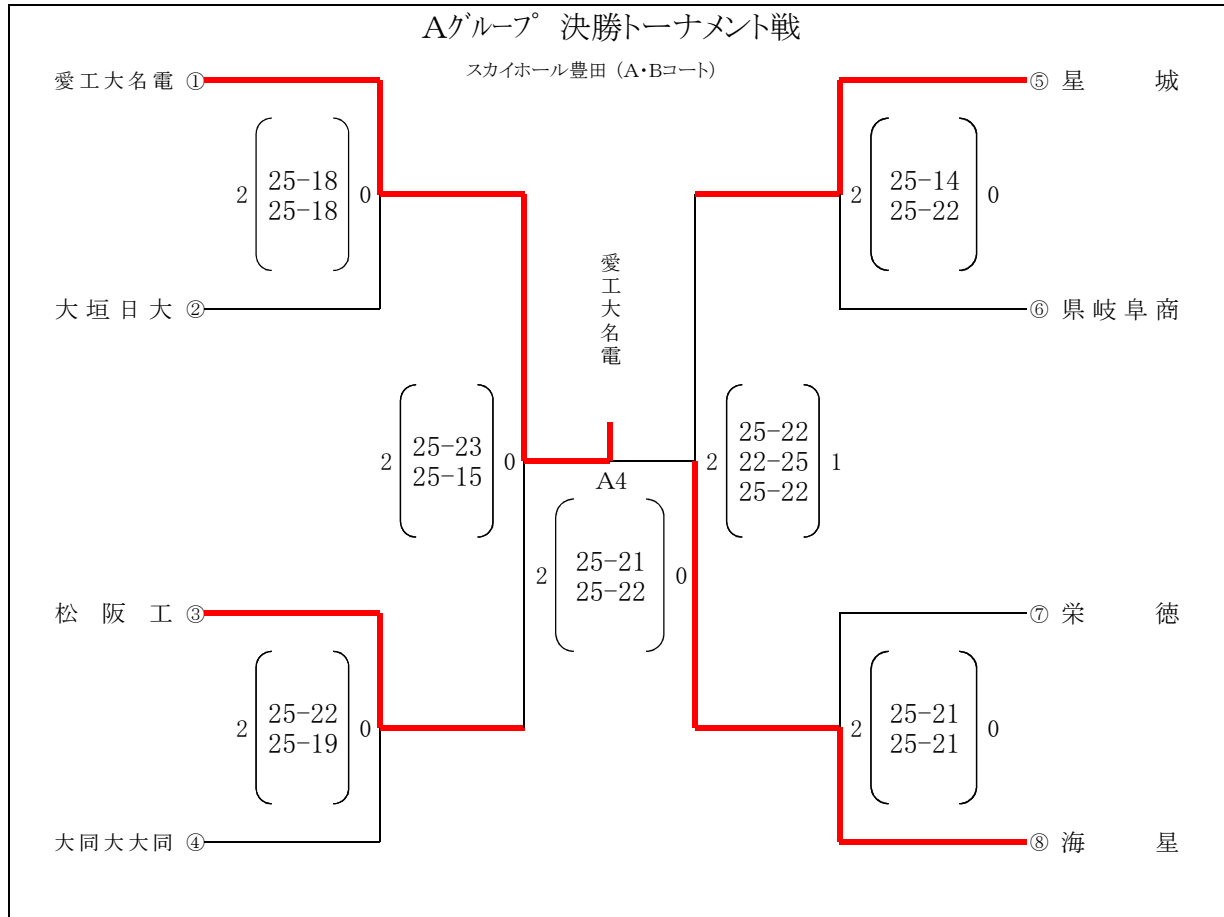 Aグループ 決勝トーナメント戦
スカイホール豊田（A・Bコート）
愛工大名電 ①
⑤ 星 城
2 25-18 0
25-18
2 25-14 0
25-22
大垣日大 ②
⑥ 県岐阜商
愛工大名電
2 25-23 0
25-15
A4
2 25-22 1
22-25
25-22
2 25-21 0
25-22
松阪工 ③
⑦ 栄 徳
2 25-22 0
25-19
2 25-21 0
25-21
大同大大同 ④
⑧ 海 星